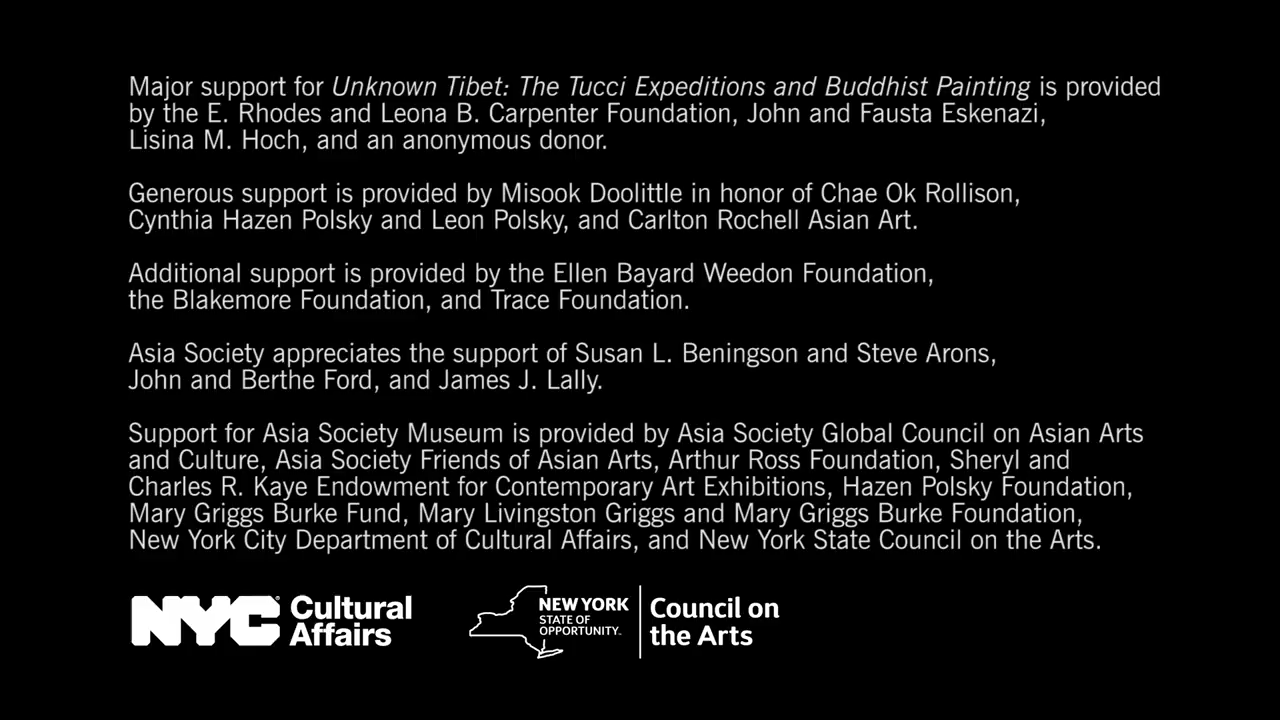 Major support for Unknown Tibet: The Tucci Expeditions and Buddhist Painting is provided
by the E. Rhodes and Leona B. Carpenter Foundation, John and Fausta Eskenazi,
Lisina M. Hoch, and an anonymous donor.
Generous support is provided by Misook Doolittle in honor of Chae Ok Rollison,
Cynthia Hazen Polsky and Leon Polsky, and Carlton Rochell Asian Art.
Additional support is provided by the Ellen Bayard Weedon Foundation,
the Blakemore Foundation, and Trace Foundation.
Asia Society appreciates the support of Susan L. Beningson and Steve Arons,
John and Berthe Ford, and James J. Lally.
Support for Asia Society Museum is provided by Asia Society Global Council on Asian Arts
and Culture, Asia Society Friends of Asian Arts, Arthur Ross Foundation, Sheryl and
Charles R. Kaye Endowment for Contemporary Art Exhibitions, Hazen Polsky Foundation,
Mary Griggs Burke Fund, Mary Livingston Griggs and Mary Griggs Burke Foundation,
New York City Department of Cultural Affairs, and New York State Council on the Arts.
NYC Cultural
Affairs
NEW YORK
STATE OF
OPPORTUNITY™
Council on
the Arts